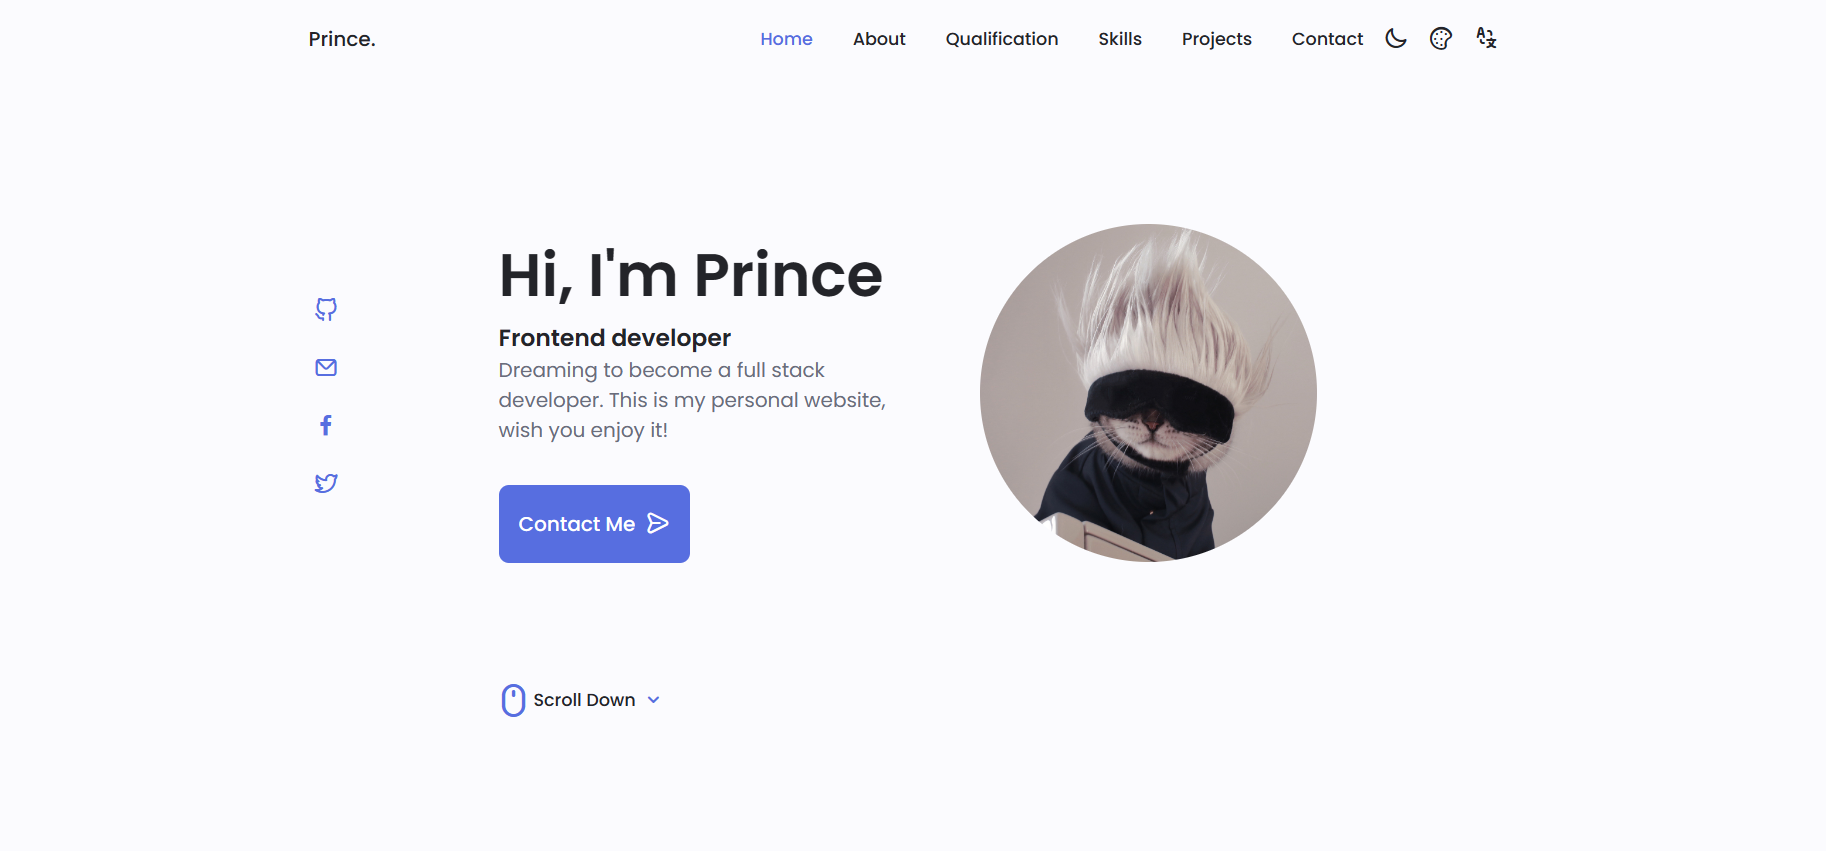 Prince.
Home About Qualification Skills Projects Contact
Hi, I'm Prince
Frontend developer
Dreaming to become a full stack
developer. This is my personal website,
wish you enjoy it!
Contact Me
Scroll Down